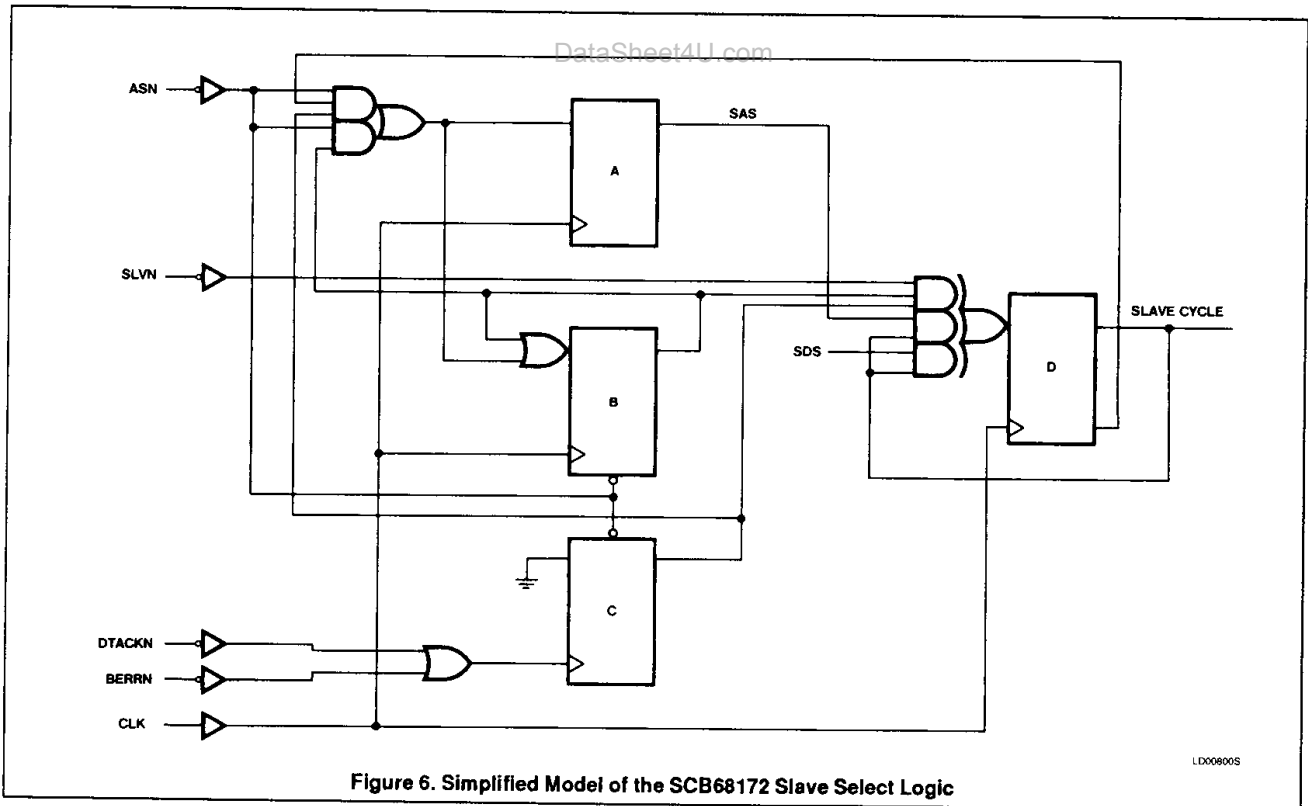 DataSheet4U.com
ASN
SAS
A
SLVN
SLAVE CYCLE
SDS
D
B
C
DTACKN
BERRN
CLK
LD00800S
Figure 6. Simplified Model of the SCB68172 Slave Select Logic